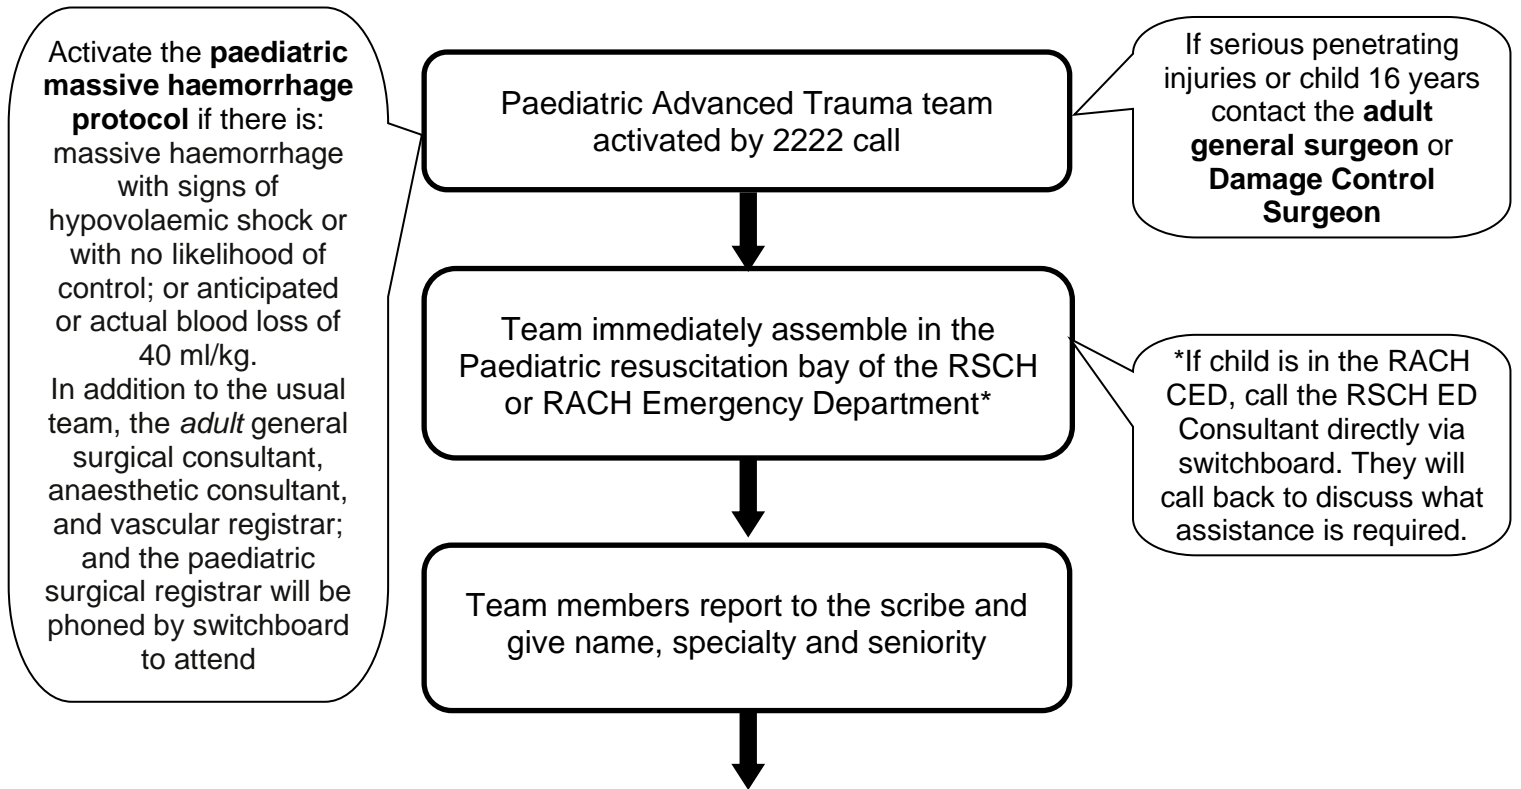 Activate the paediatric
massive haemorrhage
protocol if there is:
massive haemorrhage
with signs of
hypovolaemic shock or
with no likelihood of
control; or anticipated
or actual blood loss of
40 ml/kg.
In addition to the usual
team, the adult general
surgical consultant,
anaesthetic consultant,
and vascular registrar;
and the paediatric
surgical registrar will be
phoned by switchboard
to attend
Paediatric Advanced Trauma team
activated by 2222 call
If serious penetrating
injuries or child 16 years
contact the adult
general surgeon or
Damage Control
Surgeon
Team immediately assemble in the
Paediatric resuscitation bay of the RSCH
or RACH Emergency Department*
*If child is in the RACH
CED, call the RSCH ED
Consultant directly via
switchboard. They will
call back to discuss what
assistance is required.
Team members report to the scribe and
give name, specialty and seniority